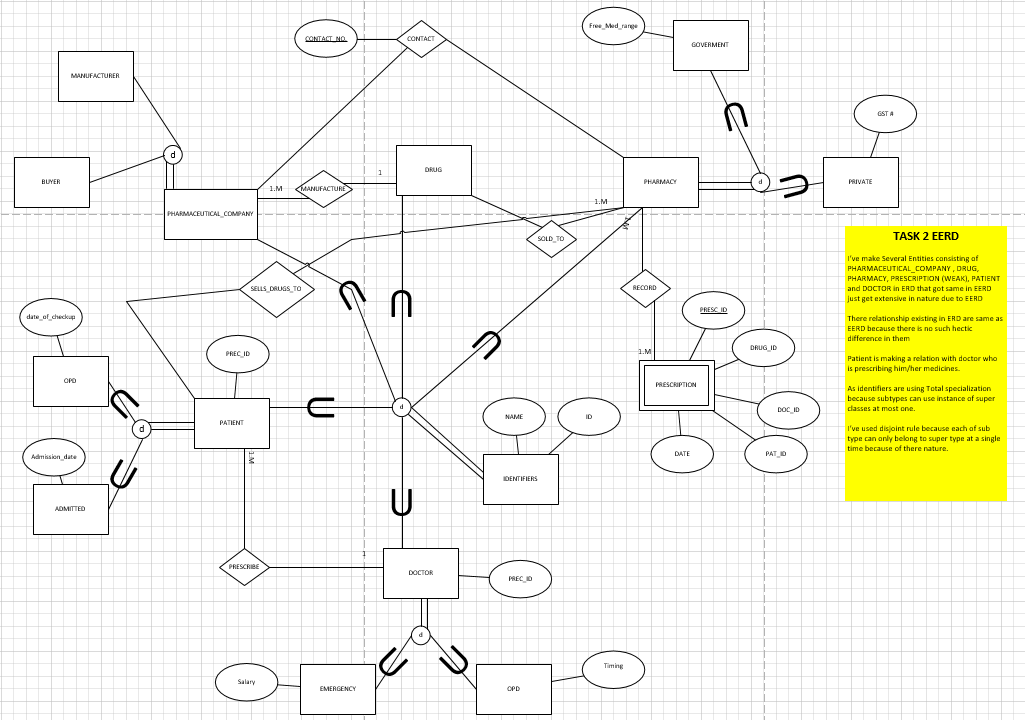 Free_Med_range
CONTACT_NO.
CONTACT
GOVERMENT
MANUFACTURER
GST #
d
BUYER
1.M
MANUFACTURE
1
DRUG
PHARMACY
d
PRIVATE
PHARMACEUTICAL_COMPANY
1.M
SOLD_TO
1.M
TASK 2 EERD
I've make Several Entities consisting of
PHARMACEUTICAL_COMPANY , DRUG,
PHARMACY, PRESCRIPTION (WEAK), PATIENT
and DOCTOR in ERD that got same in EERD
just get extensive in nature due to EERD
There relationship existing in ERD are same as
EERD because there is no such hectic
difference in them
Patient is making a relation with doctor who
is prescribing him/her medicines.
As identifiers are using Total specialization
because subtypes can use instance of super
classes at most one.
I've used disjoint rule because each of sub
type can only belong to super type at a single
time because of there nature.
SELLS_DRUGS_TO
RECORD
date_of_checkup
PRESC_ID
PREC_ID
1.M
DRUG_ID
OPD
PRESCRIPTION
d
PATIENT
d
NAME
ID
DOC_ID
Admission_date
1.M
DATE
PAT_ID
IDENTIFIERS
ADMITTED
1
PRESCRIBE
DOCTOR
PREC_ID
d
Salary
EMERGENCY
OPD
Timing